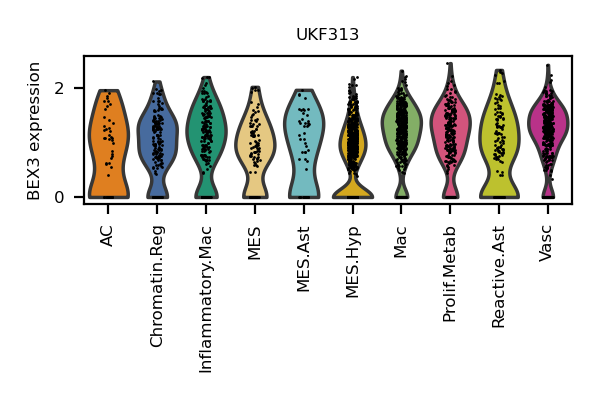 UKF313
BEX3 expression
2
0
AC
Chromatin.Reg
Inflammatory.Mac
MES
MES.Ast
MES.Hyp
Mac
Prolif.Metab
Reactive.Ast
Vasc